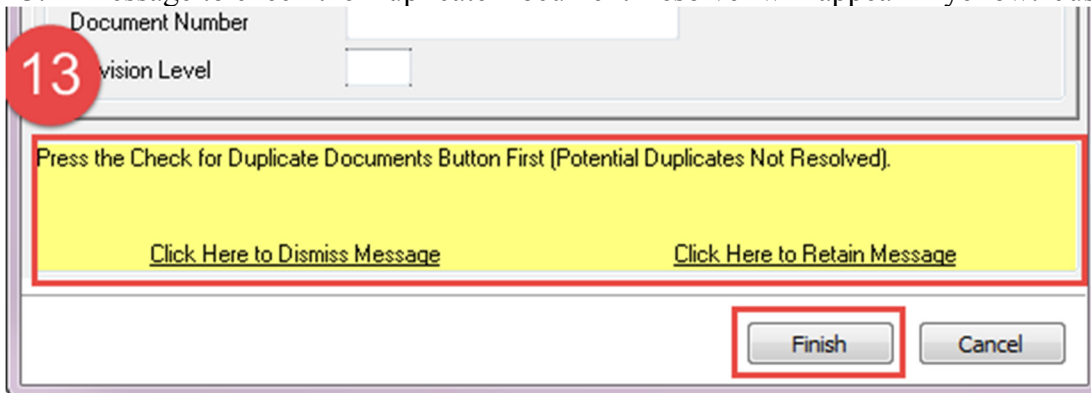 Document Number
13 vision Level
Press the Check for Duplicate Documents Button First (Potential Duplicates Not Resolved).
Click Here to Dismiss Message Click Here to Retain Message
Finish Cancel